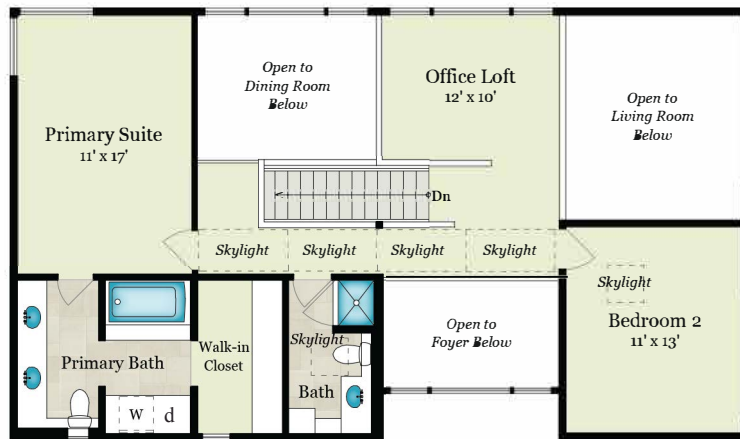 Primary Suite
11' x 17'
Open to
Dining Room
Below
Office Loft
12' x 10'
Open to
Living Room
Below
Dn
Skylight
Skylight
Skylight
Skylight
Skylight
Bedroom 2
11' x 13'
Primary Bath
w
d
Walk-in
Closet
Skylight
Bath
Open to
Foyer Below